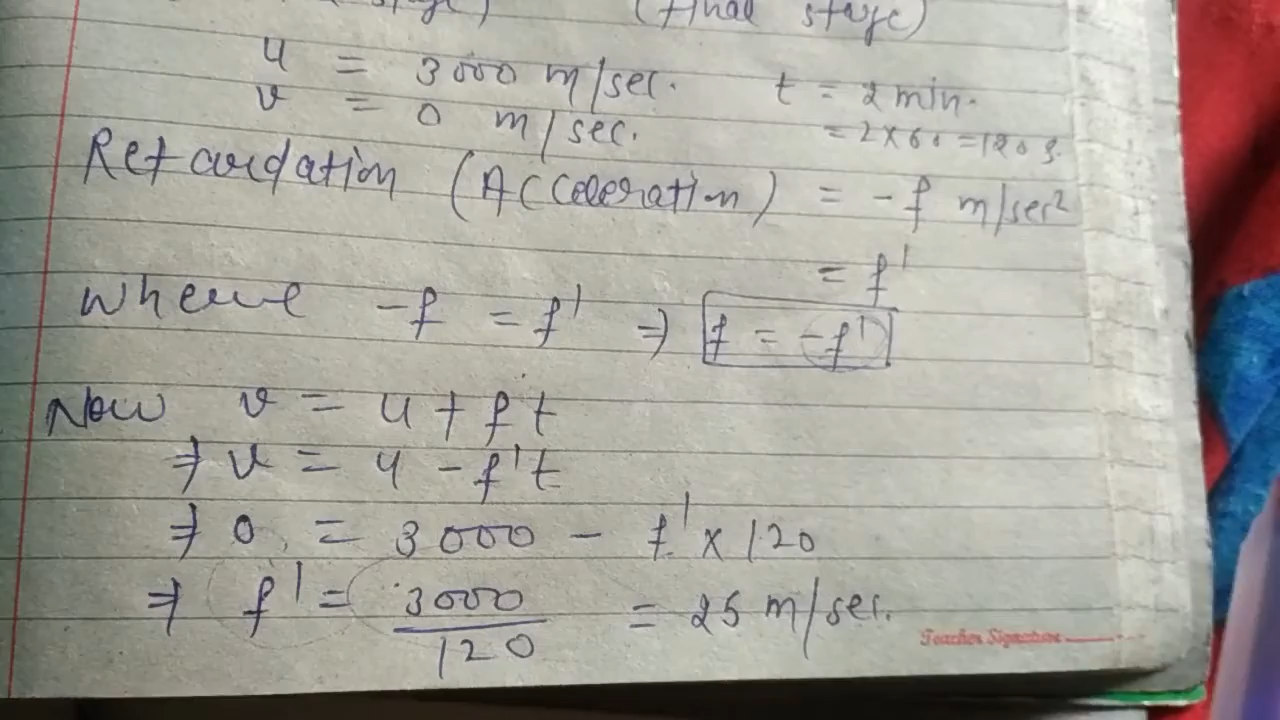 (final stage)
u = 3000 m/sec. t = 2 min.
v = 0 m/sec. = 2×60 = 120 s.
Retardation (Acceleration) = -f m/sec²
= f'
Where -f = f' ⇒ f = -f'
Now v = u + ft
⇒ v = u - f't
⇒ 0 = 3000 - f' × 120
⇒ f' = 3000/120 = 25 m/sec.
Teacher Signature